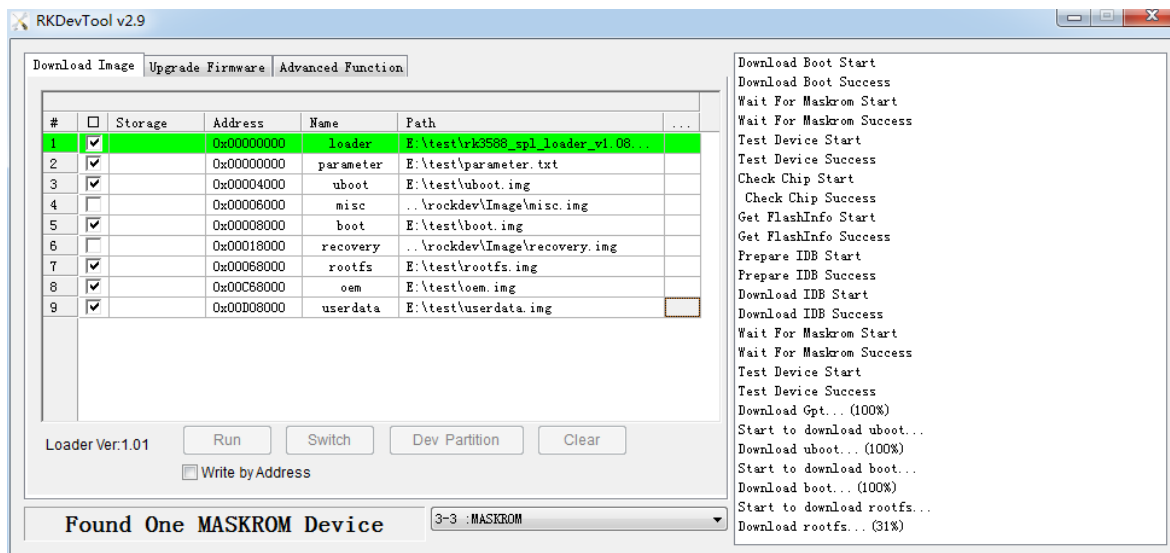 RKDevTool v2.9
Download Image Upgrade Firmware Advanced Function
# Storage Address Name Path ...
1 0x00000000 loader E:\test\rk3588_spl_loader_v1.08...
2 0x00000000 parameter E:\test\parameter.txt
3 0x00004000 uboot E:\test\uboot.img
4 0x00006000 misc ..\rockdev\Image\misc.img
5 0x00008000 boot E:\test\boot.img
6 0x00018000 recovery ..\rockdev\Image\recovery.img
7 0x00068000 rootfs E:\test\rootfs.img
8 0x00C68000 oem E:\test\oem.img
9 0x00D08000 userdata E:\test\userdata.img
Loader Ver:1.01 Run Switch Dev Partition Clear
Write by Address
Found One MASKROM Device 3-3 :MASKROM
Download Boot Start
Download Boot Success
Wait For Maskrom Start
Wait For Maskrom Success
Test Device Start
Test Device Success
Check Chip Start
Check Chip Success
Get FlashInfo Start
Get FlashInfo Success
Prepare IDB Start
Prepare IDB Success
Download IDB Start
Download IDB Success
Wait For Maskrom Start
Wait For Maskrom Success
Test Device Start
Test Device Success
Download Gpt... (100%)
Start to download uboot...
Download uboot... (100%)
Start to download boot...
Download boot... (100%)
Start to download rootfs...
Download rootfs... (31%)